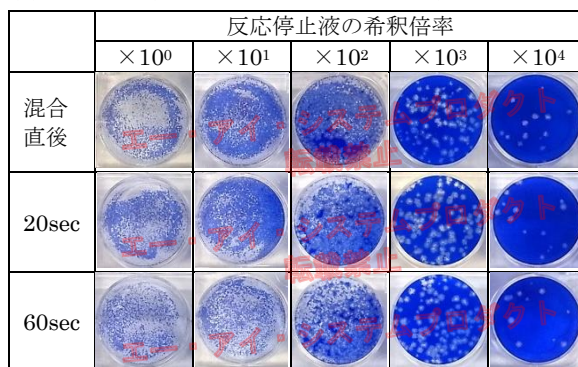 反応停止液の希釈倍率
×10⁰ ×10¹ ×10² ×10³ ×10⁴
混合
直後
エー・アイ・システムプロダクト
転載禁止
20sec
エー・アイ・システムプロダクト
転載禁止
60sec
エー・アイ・システムプロダクト